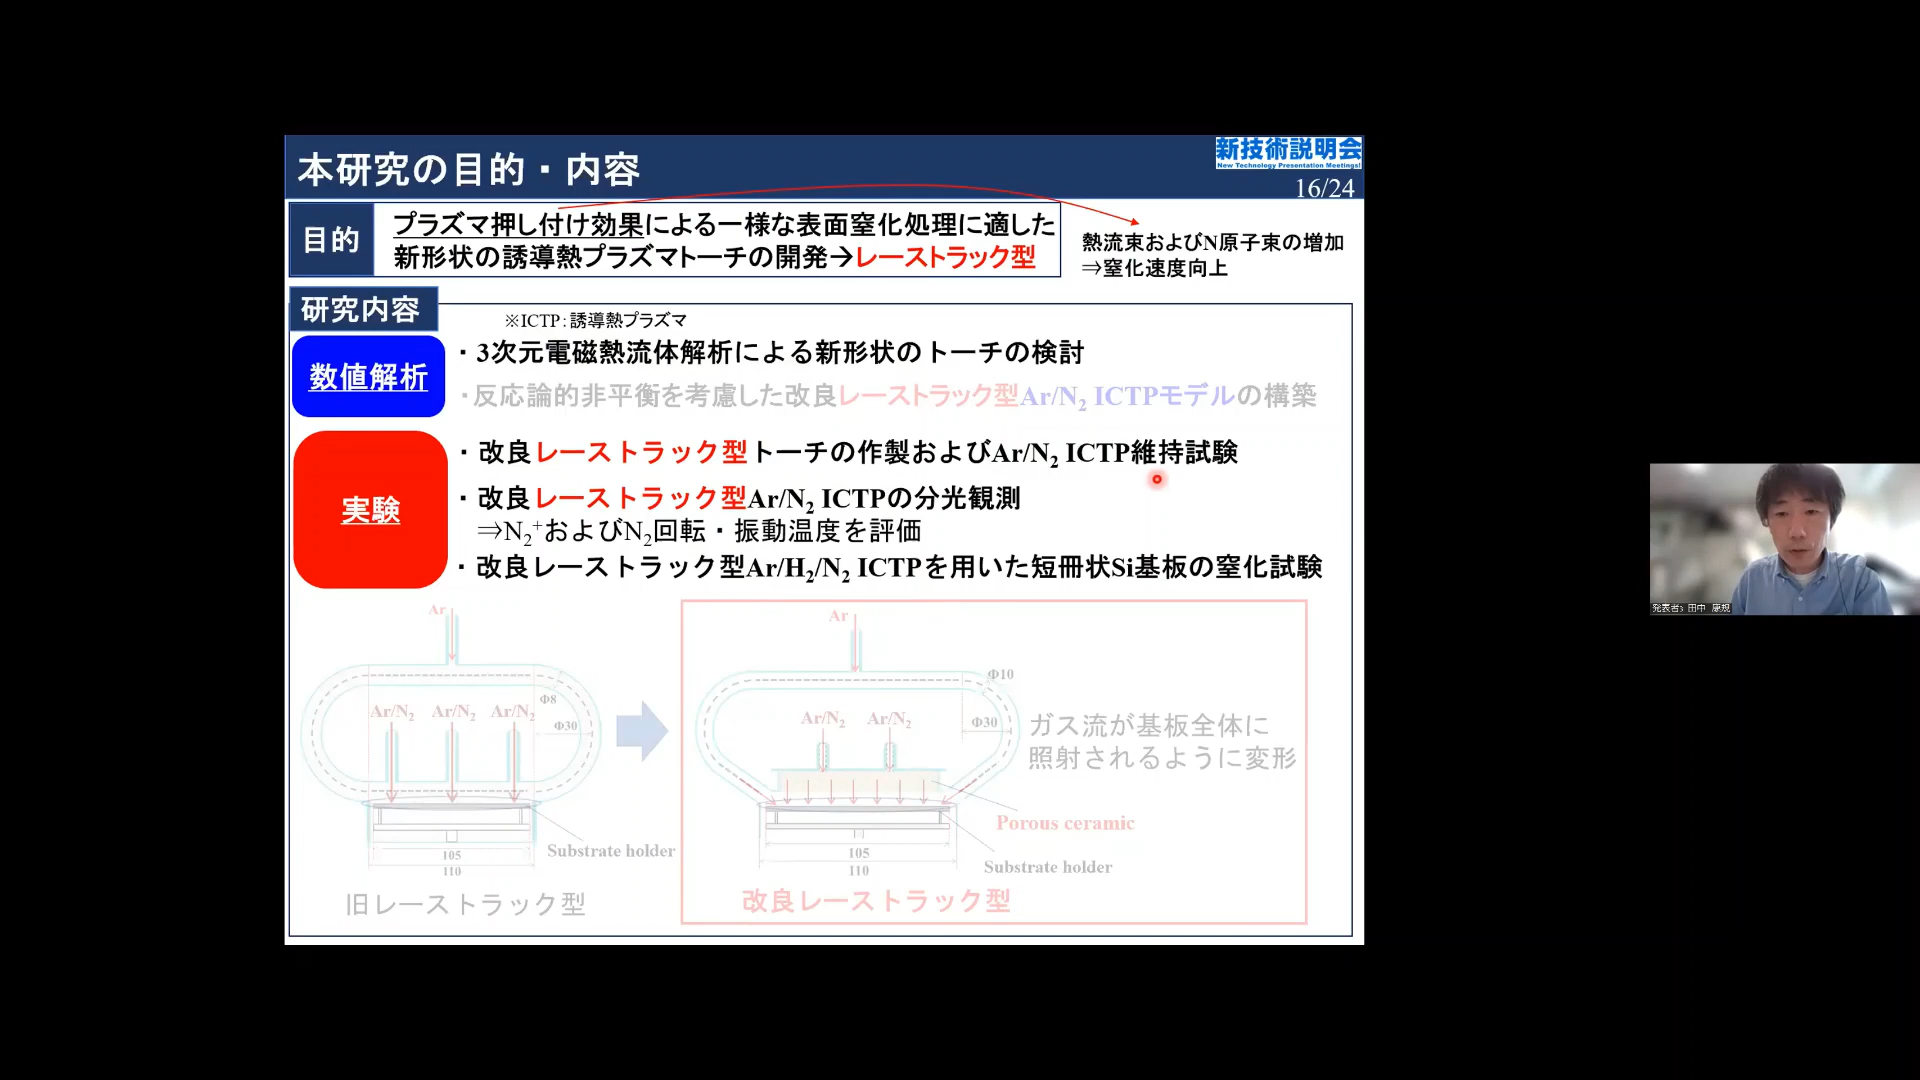 本研究の目的・内容
新技術説明会
New Technology Presentation Meetings!
16/24
目的
プラズマ押し付け効果による一様な表面窒化処理に適した
新形状の誘導熱プラズマトーチの開発→レーストラック型
熱流束およびN原子束の増加
⇒窒化速度向上
研究内容
※ICTP：誘導熱プラズマ
数値解析
・3次元電磁熱流体解析による新形状のトーチの検討
・反応論的非平衡を考慮した改良レーストラック型Ar/N₂ ICTPモデルの構築
実験
・改良レーストラック型トーチの作製およびAr/N₂ ICTP維持試験
・改良レーストラック型Ar/N₂ ICTPの分光観測
⇒N₂⁺およびN₂回転・振動温度を評価
・改良レーストラック型Ar/H₂/N₂ ICTPを用いた短冊状Si基板の窒化試験
Ar
Φ8
Ar/N₂ Ar/N₂ Ar/N₂
Φ30
Substrate holder
105
110
旧レーストラック型
Ar
Φ10
Ar/N₂ Ar/N₂
Φ30
ガス流が基板全体に
照射されるように変形
Porous ceramic
105
Substrate holder
110
改良レーストラック型
発表者3 田中 康規